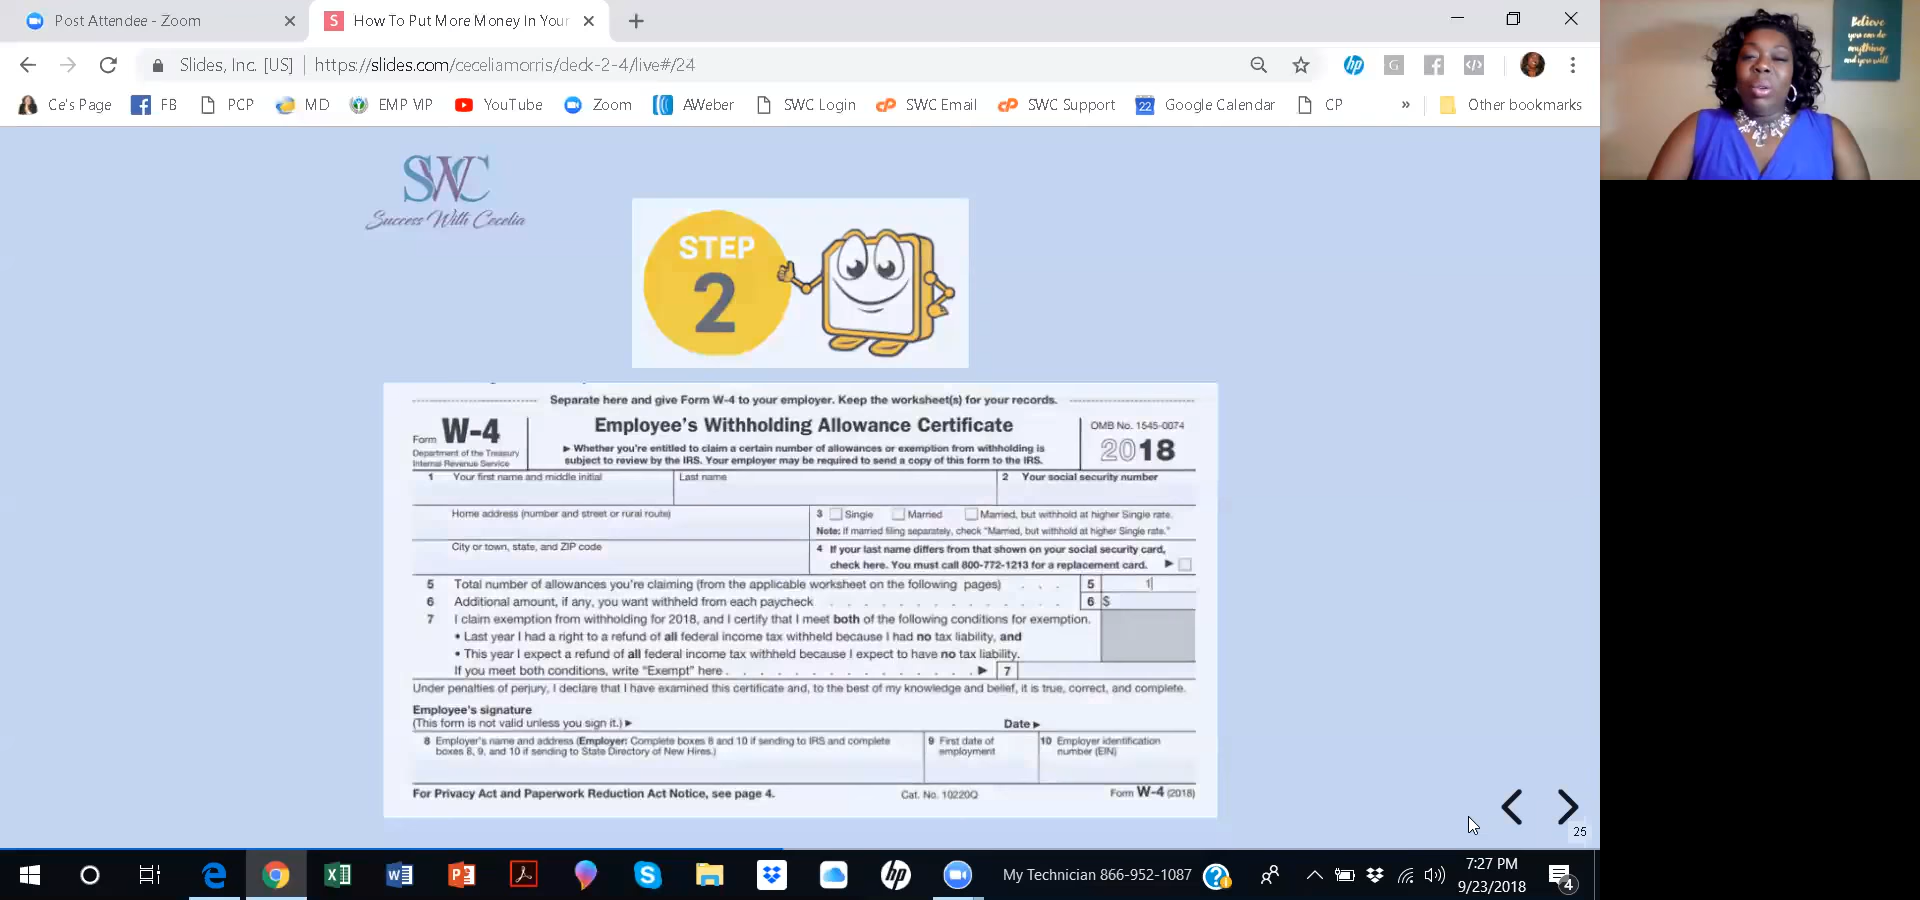 Post Attendee - Zoom
How To Put More Money In Your
Slides, Inc. [US]
https://slides.com/ceceliamorris/deck-2-4/live#/24
Ce's Page
FB
PCP
MD
EMP VIP
YouTube
Zoom
AWeber
SWC Login
SWC Email
SWC Support
22
Google Calendar
CP
»
Other bookmarks
Believe
you can do
anything
and you will
SWC
Success With Cecelia
STEP
2
Separate here and give Form W-4 to your employer. Keep the worksheet(s) for your records.
Form W-4
Department of the Treasury
Internal Revenue Service
Employee's Withholding Allowance Certificate
▶ Whether you're entitled to claim a certain number of allowances or exemption from withholding is
subject to review by the IRS. Your employer may be required to send a copy of this form to the IRS.
OMB No. 1545-0074
2018
1 Your first name and middle initial
Last name
2 Your social security number
Home address (number and street or rural route)
3 Single Married Married, but withhold at higher Single rate.
Note: If married filing separately, check "Married, but withhold at higher Single rate."
City or town, state, and ZIP code
4 If your last name differs from that shown on your social security card,
check here. You must call 800-772-1213 for a replacement card. ▶
5 Total number of allowances you're claiming (from the applicable worksheet on the following pages) . . . 5 1
6 Additional amount, if any, you want withheld from each paycheck . . . . . . . . . . . . . . 6 $
7 I claim exemption from withholding for 2018, and I certify that I meet both of the following conditions for exemption.
• Last year I had a right to a refund of all federal income tax withheld because I had no tax liability, and
• This year I expect a refund of all federal income tax withheld because I expect to have no tax liability.
If you meet both conditions, write "Exempt" here . . . . . . . . . . . . . . ▶ 7
Under penalties of perjury, I declare that I have examined this certificate and, to the best of my knowledge and belief, it is true, correct, and complete.
Employee's signature
(This form is not valid unless you sign it.) ▶
Date ▶
8 Employer's name and address (Employer: Complete boxes 8 and 10 if sending to IRS and complete
boxes 8, 9, and 10 if sending to State Directory of New Hires.)
9 First date of
employment
10 Employer identification
number (EIN)
For Privacy Act and Paperwork Reduction Act Notice, see page 4.
Cat. No. 10220Q
Form W-4 (2018)
25
My Technician 866-952-1087
7:27 PM
9/23/2018
4